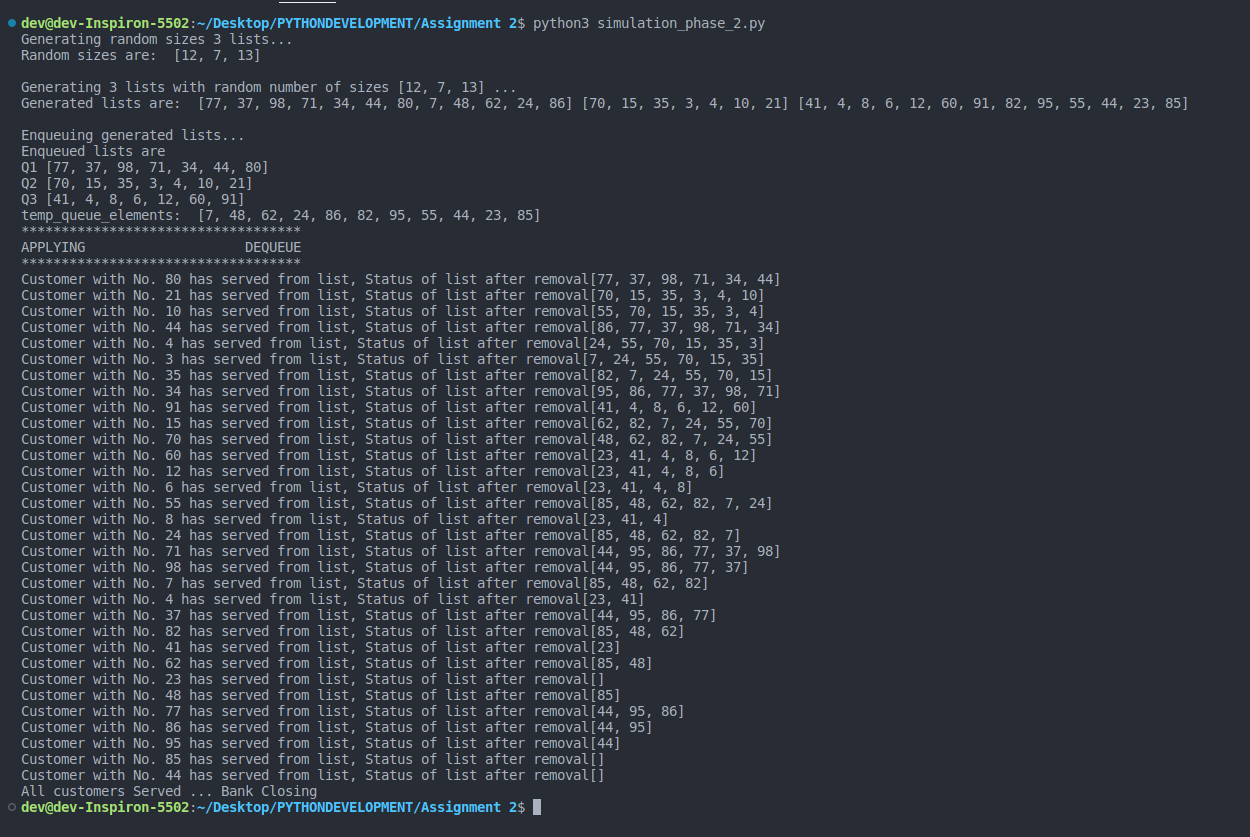 dev@dev-Inspiron-5502:~/Desktop/PYTHONDEVELOPMENT/Assignment 2$ python3 simulation_phase_2.py
Generating random sizes 3 lists...
Random sizes are:  [12, 7, 13]
Generating 3 lists with random number of sizes [12, 7, 13] ...
Generated lists are:  [77, 37, 98, 71, 34, 44, 80, 7, 48, 62, 24, 86] [70, 15, 35, 3, 4, 10, 21] [41, 4, 8, 6, 12, 60, 91, 82, 95, 55, 44, 23, 85]
Enqueuing generated lists...
Enqueued lists are
Q1 [77, 37, 98, 71, 34, 44, 80]
Q2 [70, 15, 35, 3, 4, 10, 21]
Q3 [41, 4, 8, 6, 12, 60, 91]
temp_queue_elements:  [7, 48, 62, 24, 86, 82, 95, 55, 44, 23, 85]
***********************************
APPLYING                    DEQUEUE
***********************************
Customer with No. 80 has served from list, Status of list after removal[77, 37, 98, 71, 34, 44]
Customer with No. 21 has served from list, Status of list after removal[70, 15, 35, 3, 4, 10]
Customer with No. 10 has served from list, Status of list after removal[55, 70, 15, 35, 3, 4]
Customer with No. 44 has served from list, Status of list after removal[86, 77, 37, 98, 71, 34]
Customer with No. 4 has served from list, Status of list after removal[24, 55, 70, 15, 35, 3]
Customer with No. 3 has served from list, Status of list after removal[7, 24, 55, 70, 15, 35]
Customer with No. 35 has served from list, Status of list after removal[82, 7, 24, 55, 70, 15]
Customer with No. 34 has served from list, Status of list after removal[95, 86, 77, 37, 98, 71]
Customer with No. 91 has served from list, Status of list after removal[41, 4, 8, 6, 12, 60]
Customer with No. 15 has served from list, Status of list after removal[62, 82, 7, 24, 55, 70]
Customer with No. 70 has served from list, Status of list after removal[48, 62, 82, 7, 24, 55]
Customer with No. 60 has served from list, Status of list after removal[23, 41, 4, 8, 6, 12]
Customer with No. 12 has served from list, Status of list after removal[23, 41, 4, 8, 6]
Customer with No. 6 has served from list, Status of list after removal[23, 41, 4, 8]
Customer with No. 55 has served from list, Status of list after removal[85, 48, 62, 82, 7, 24]
Customer with No. 8 has served from list, Status of list after removal[23, 41, 4]
Customer with No. 24 has served from list, Status of list after removal[85, 48, 62, 82, 7]
Customer with No. 71 has served from list, Status of list after removal[44, 95, 86, 77, 37, 98]
Customer with No. 98 has served from list, Status of list after removal[44, 95, 86, 77, 37]
Customer with No. 7 has served from list, Status of list after removal[85, 48, 62, 82]
Customer with No. 4 has served from list, Status of list after removal[23, 41]
Customer with No. 37 has served from list, Status of list after removal[44, 95, 86, 77]
Customer with No. 82 has served from list, Status of list after removal[85, 48, 62]
Customer with No. 41 has served from list, Status of list after removal[23]
Customer with No. 62 has served from list, Status of list after removal[85, 48]
Customer with No. 23 has served from list, Status of list after removal[]
Customer with No. 48 has served from list, Status of list after removal[85]
Customer with No. 77 has served from list, Status of list after removal[44, 95, 86]
Customer with No. 86 has served from list, Status of list after removal[44, 95]
Customer with No. 95 has served from list, Status of list after removal[44]
Customer with No. 85 has served from list, Status of list after removal[]
Customer with No. 44 has served from list, Status of list after removal[]
All customers Served ... Bank Closing
dev@dev-Inspiron-5502:~/Desktop/PYTHONDEVELOPMENT/Assignment 2$